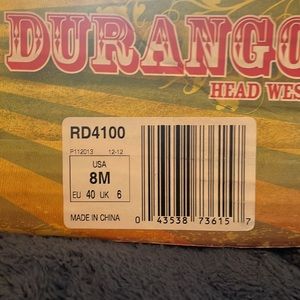 DURANGO
HEAD WES
RD4100
P112013 12-12
USA
8M
EU 40 UK 6
MADE IN CHINA
0 43538 73615 7